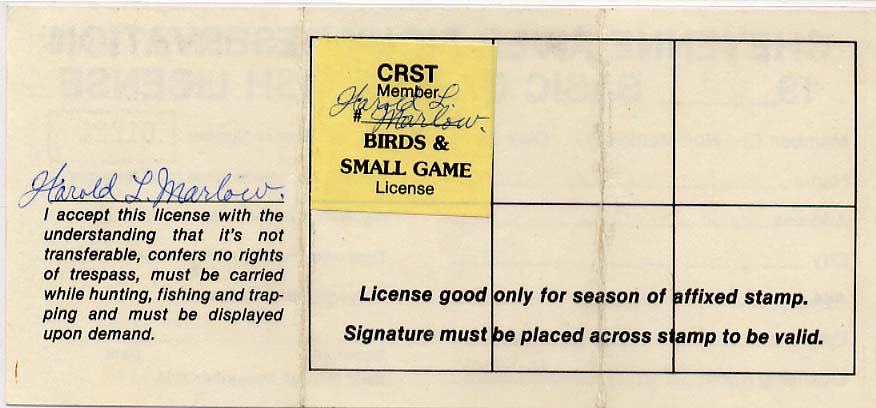 Harold L. Marlow.
I accept this license with the
understanding that it's not
transferable, confers no rights
of trespass, must be carried
while hunting, fishing and trap-
ping and must be displayed
upon demand.
CRST
Member
Harold L.
# Marlow.
BIRDS &
SMALL GAME
License
License good only for season of affixed stamp.
Signature must be placed across stamp to be valid.